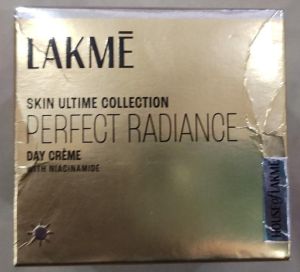 LAKMĒ
SKIN ULTIME COLLECTION
PERFECT RADIANCE
DAY CRÈME
WITH NIACINAMIDE
HOUSE of LAKMĒ